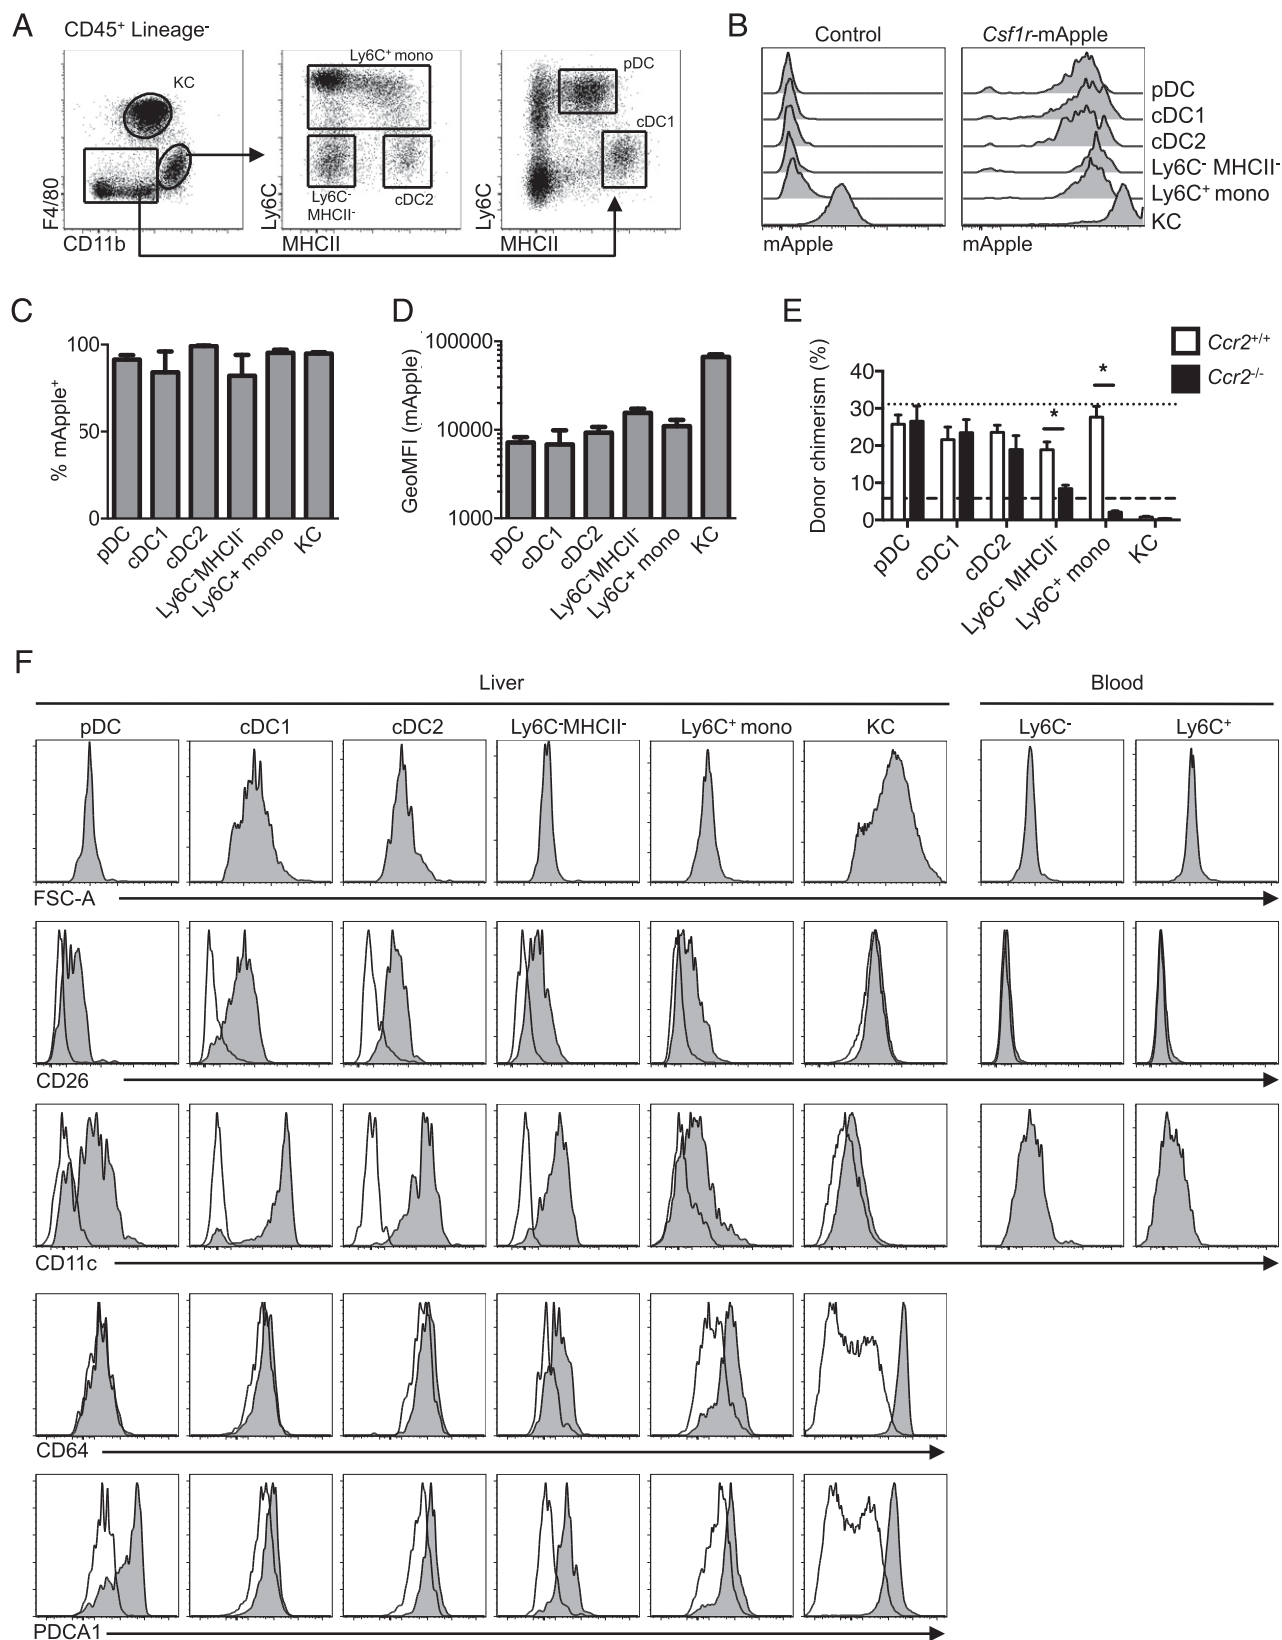 A
CD45⁺ Lineage⁻
KC
F4/80
CD11b
Ly6C⁺ mono
Ly6C⁻
MHCII⁻
cDC2
Ly6C
MHCII
pDC
cDC1
Ly6C
MHCII
B
Control
Csf1r-mApple
pDC
cDC1
cDC2
Ly6C⁻ MHCII⁻
Ly6C⁺ mono
KC
mApple
mApple
C
% mApple⁺
100
50
0
pDC
cDC1
cDC2
Ly6C⁻MHCII⁻
Ly6C+ mono
KC
D
GeoMFI (mApple)
100000
10000
1000
pDC
cDC1
cDC2
Ly6C⁻MHCII⁻
Ly6C+ mono
KC
E
Ccr2⁺/⁺
Ccr2⁻/⁻
Donor chimerism (%)
40
30
20
10
0
*
*
pDC
cDC1
cDC2
Ly6C⁻ MHCII⁻
Ly6C⁺ mono
KC
F
Liver
Blood
pDC
cDC1
cDC2
Ly6C⁻MHCII⁻
Ly6C⁺ mono
KC
Ly6C⁻
Ly6C⁺
FSC-A
CD26
CD11c
CD64
PDCA1